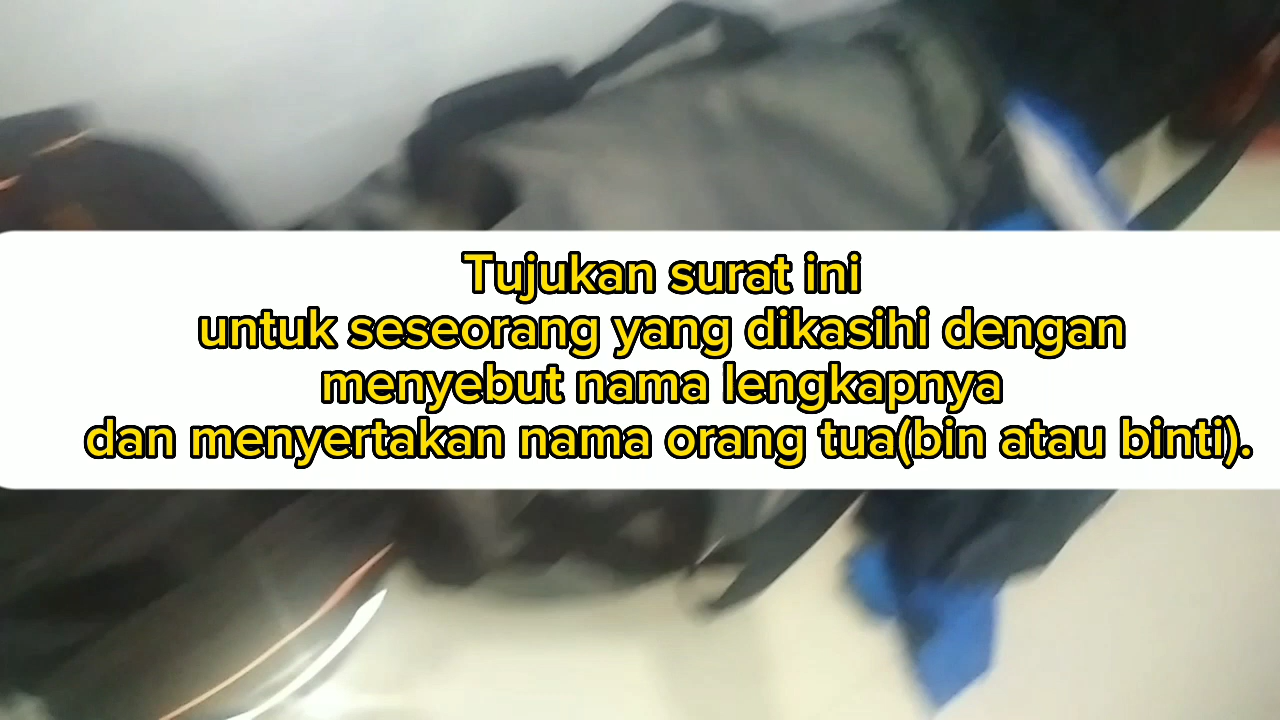 Tujukan surat ini
untuk seseorang yang dikasihi dengan
menyebut nama lengkapnya
dan menyertakan nama orang tua(bin atau binti).